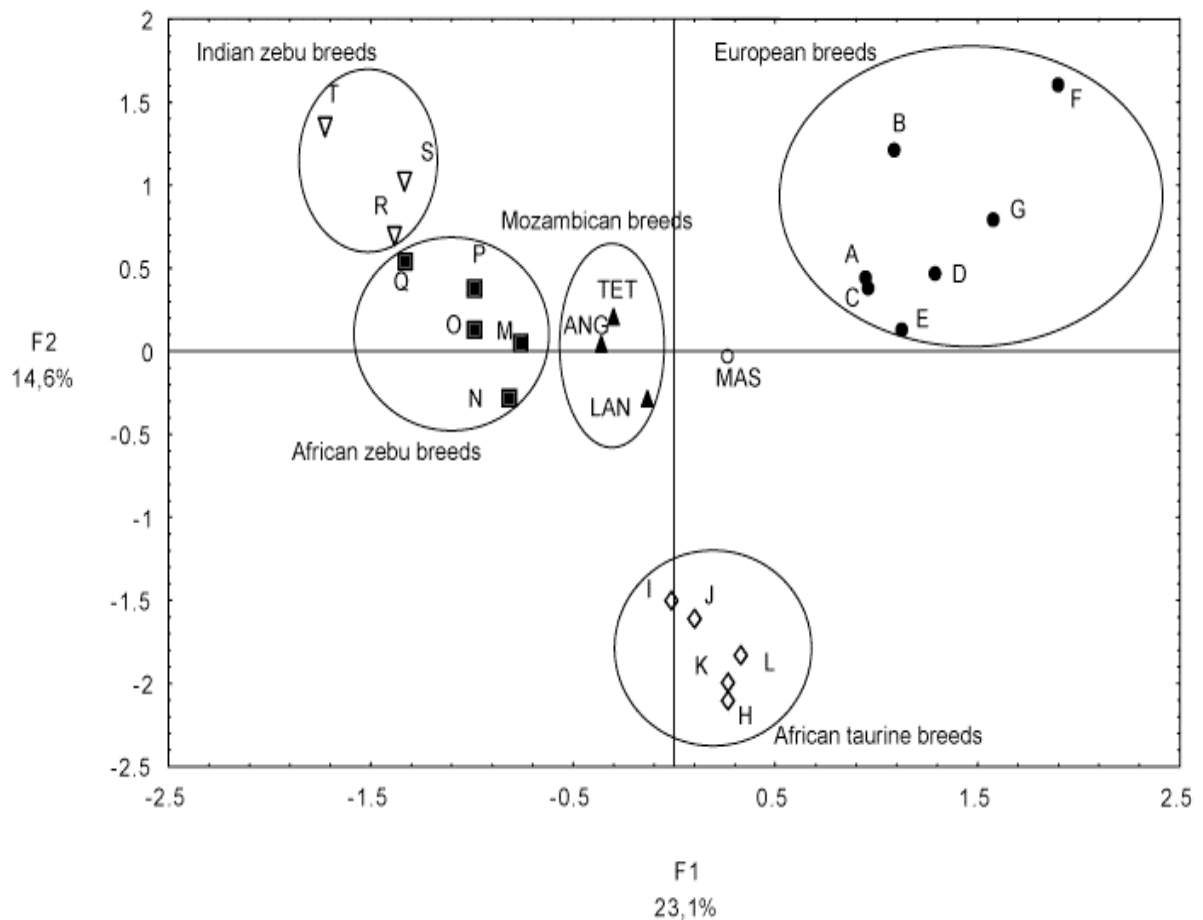 2
Indian zebu breeds
European breeds
T
F
1.5
B
S
1
R
G
Mozambican breeds
P
0.5
A
D
TET
Q
C
O
M
ANG
E
F2
0
14,6%
MAS
N
LAN
-0.5
African zebu breeds
-1
-1.5
I
J
K
L
-2
H
African taurine breeds
-2.5
-2.5
-1.5
-0.5
0.5
1.5
2.5
F1
23,1%